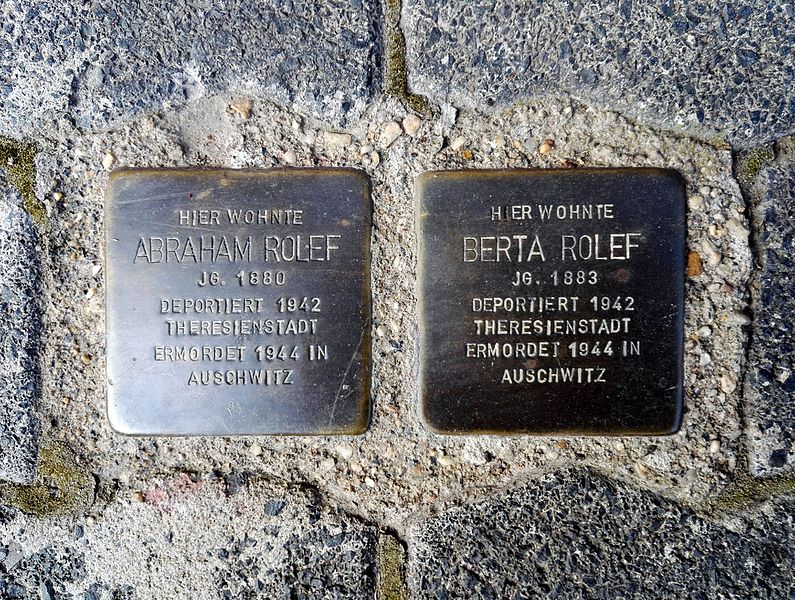 HIER WOHNTE
ABRAHAM ROLEF
JG. 1880
DEPORTIERT 1942
THERESIENSTADT
ERMORDET 1944 IN
AUSCHWITZ
HIER WOHNTE
BERTA ROLEF
JG. 1883
DEPORTIERT 1942
THERESIENSTADT
ERMORDET 1944 IN
AUSCHWITZ